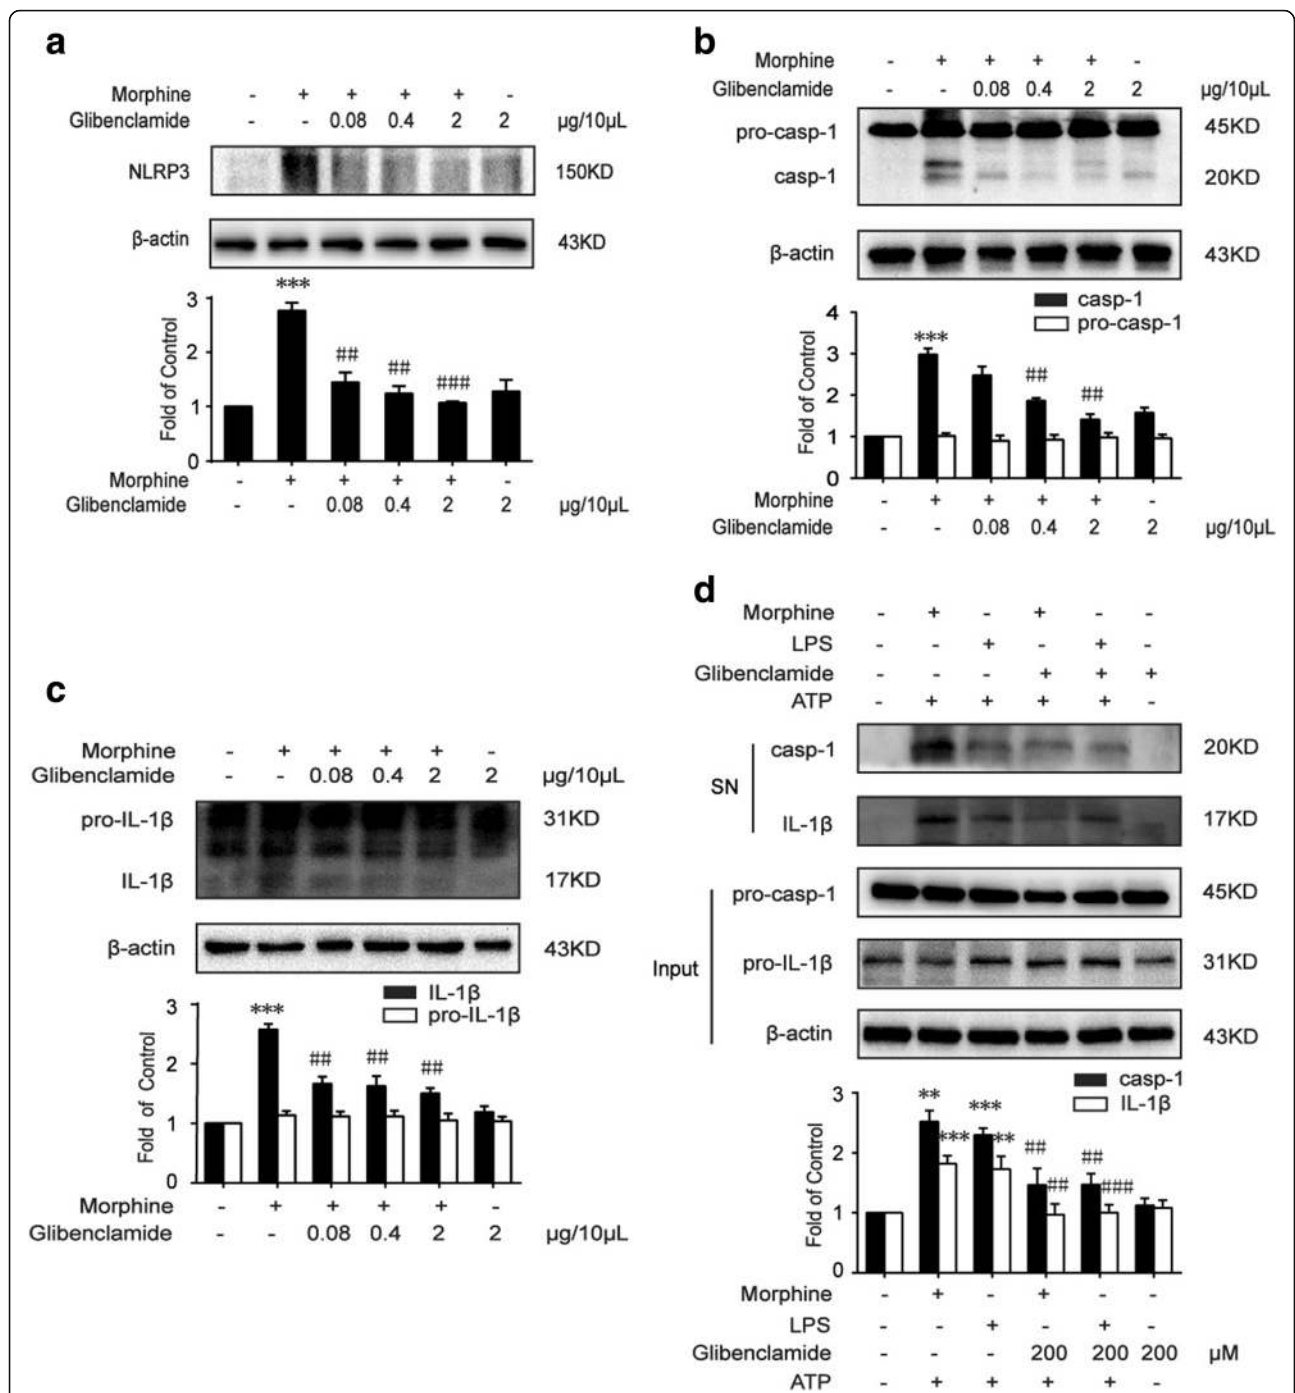 a
Morphine - + + + + -
Glibenclamide - - 0.08 0.4 2 2 µg/10µL
NLRP3 150KD
β-actin 43KD
***
## ## ###
Fold of Control
3
2
1
0
Morphine - + + + + -
Glibenclamide - - 0.08 0.4 2 2 µg/10µL
b
Morphine - + + + + -
Glibenclamide - - 0.08 0.4 2 2 µg/10µL
pro-casp-1 45KD
casp-1 20KD
β-actin 43KD
casp-1
pro-casp-1
***
## ##
Fold of Control
4
3
2
1
0
Morphine - + + + + -
Glibenclamide - - 0.08 0.4 2 2 µg/10µL
c
Morphine - + + + + -
Glibenclamide - - 0.08 0.4 2 2 µg/10µL
pro-IL-1β 31KD
IL-1β 17KD
β-actin 43KD
IL-1β
pro-IL-1β
***
## ## ##
Fold of Control
3
2
1
0
Morphine - + + + + -
Glibenclamide - - 0.08 0.4 2 2 µg/10µL
d
Morphine - + - + - -
LPS - - + - + -
Glibenclamide - - - + + +
ATP - + + + + -
SN
casp-1 20KD
IL-1β 17KD
Input
pro-casp-1 45KD
pro-IL-1β 31KD
β-actin 43KD
casp-1
IL-1β
** *** *** ** ## ## ## ###
Fold of Control
3
2
1
0
Morphine - + - + - -
LPS - - + - + -
Glibenclamide - - - 200 200 200 µM
ATP - + + + + -